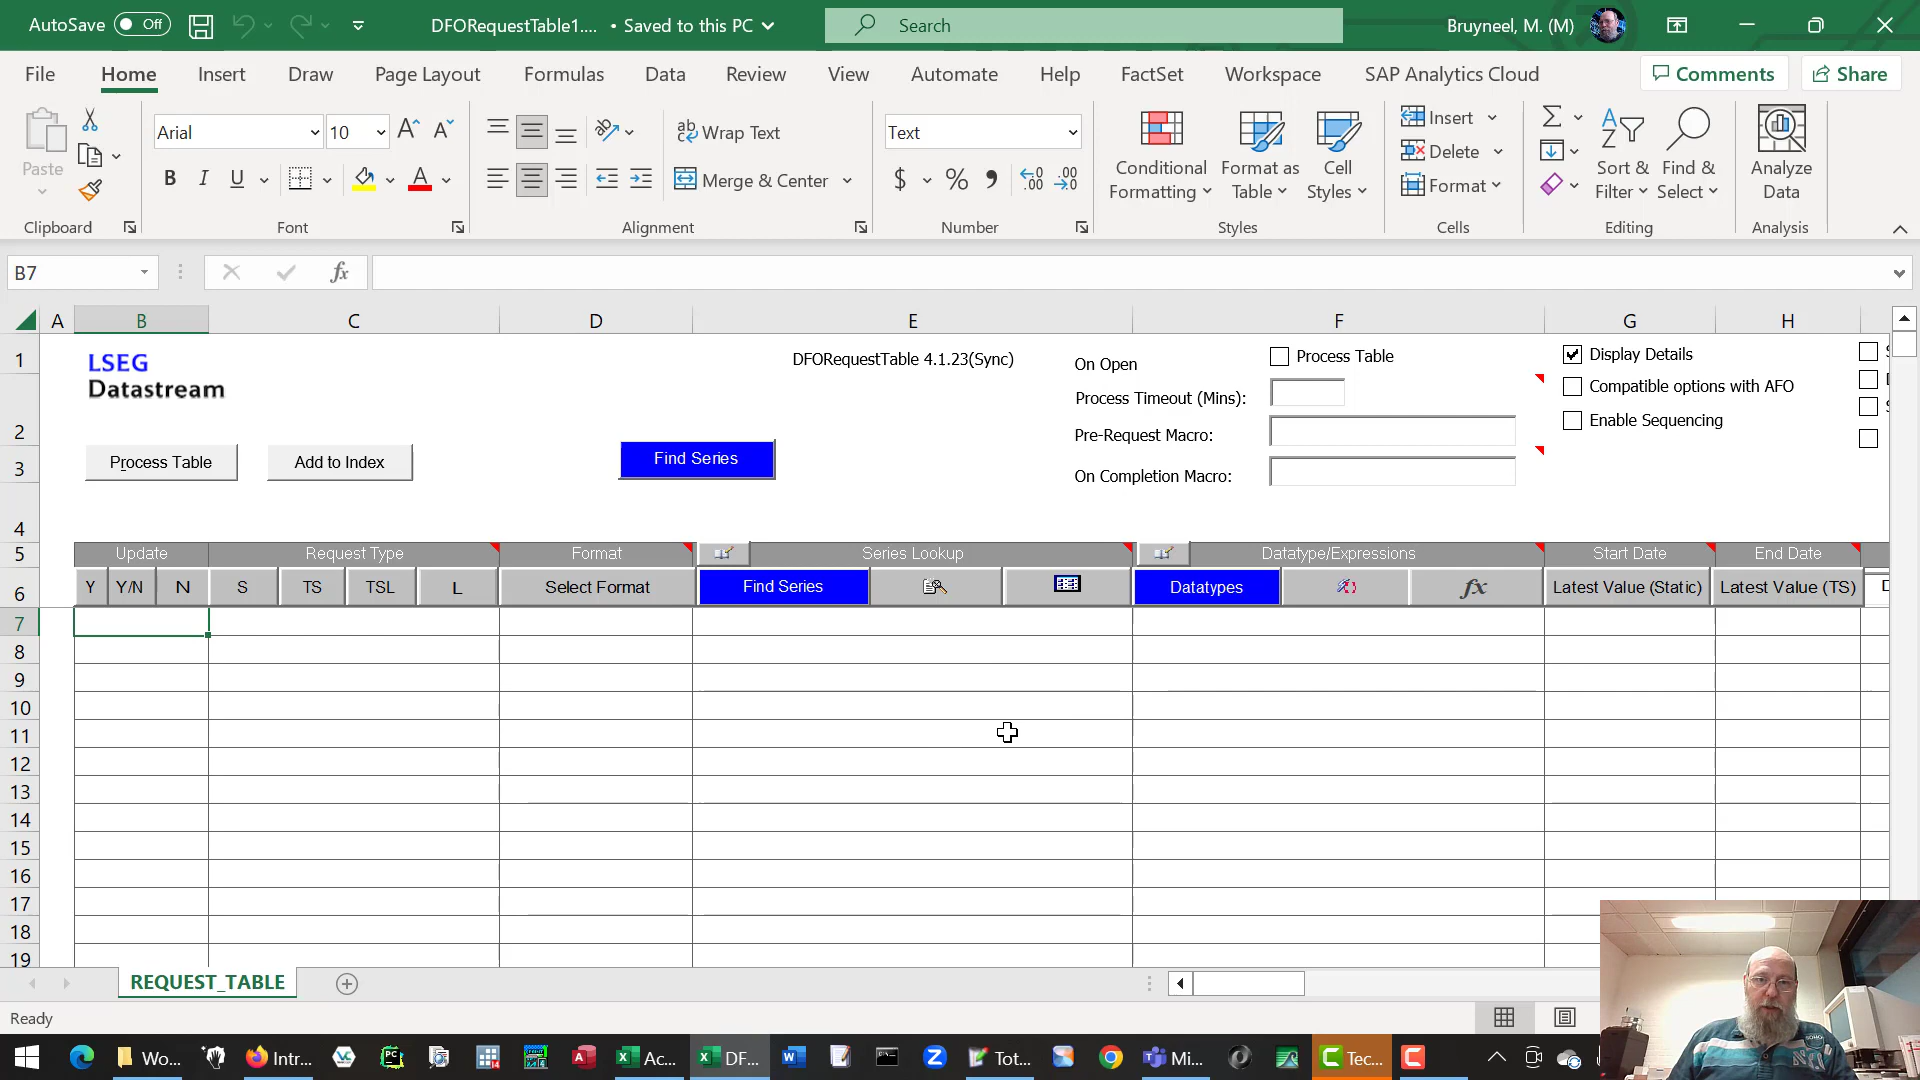 AutoSave Off DFORequestTable1.... • Saved to this PC Search Bruyneel, M. (M)
File Home Insert Draw Page Layout Formulas Data Review View Automate Help FactSet Workspace SAP Analytics Cloud Comments Share
Arial 10 Wrap Text Text Insert
Paste Merge & Center Conditional Formatting Format as Table Cell Styles Delete Format Sort & Filter Find & Select Analyze Data
Clipboard Font Alignment Number Styles Cells Editing Analysis
B7 fx
A B C D E F G H
1 LSEG DFORequestTable 4.1.23(Sync) On Open Process Table Display Details
Datastream Process Timeout (Mins): Compatible options with AFO
2 Pre-Request Macro: Enable Sequencing
3 Process Table Add to Index Find Series On Completion Macro:
4
5 Update Request Type Format Series Lookup Datatype/Expressions Start Date End Date
6 Y Y/N N S TS TSL L Select Format Find Series Datatypes fx Latest Value (Static) Latest Value (TS)
7
8
9
10
11
12
13
14
15
16
17
18
19
REQUEST_TABLE
Ready
Wo... Intr... Ac... DF... Tot... Mi... Tec...